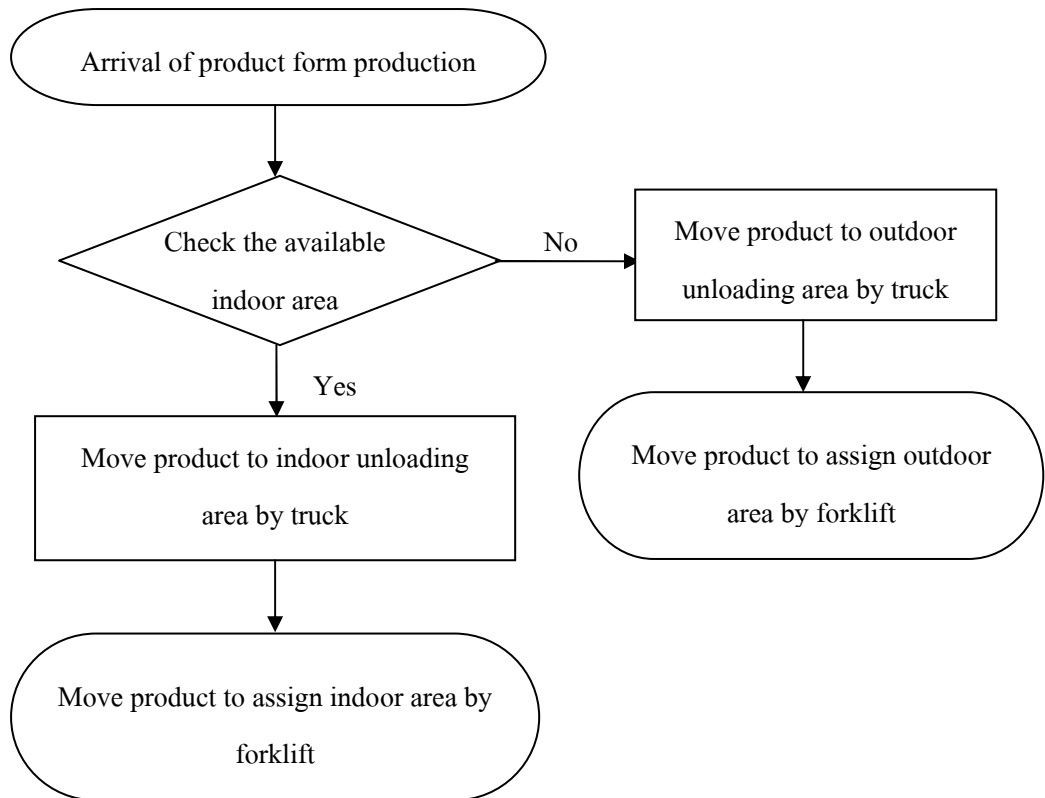 Arrival of product form production
Check the available
indoor area
No
Move product to outdoor
unloading area by truck
Yes
Move product to indoor unloading
area by truck
Move product to assign outdoor
area by forklift
Move product to assign indoor area by
forklift